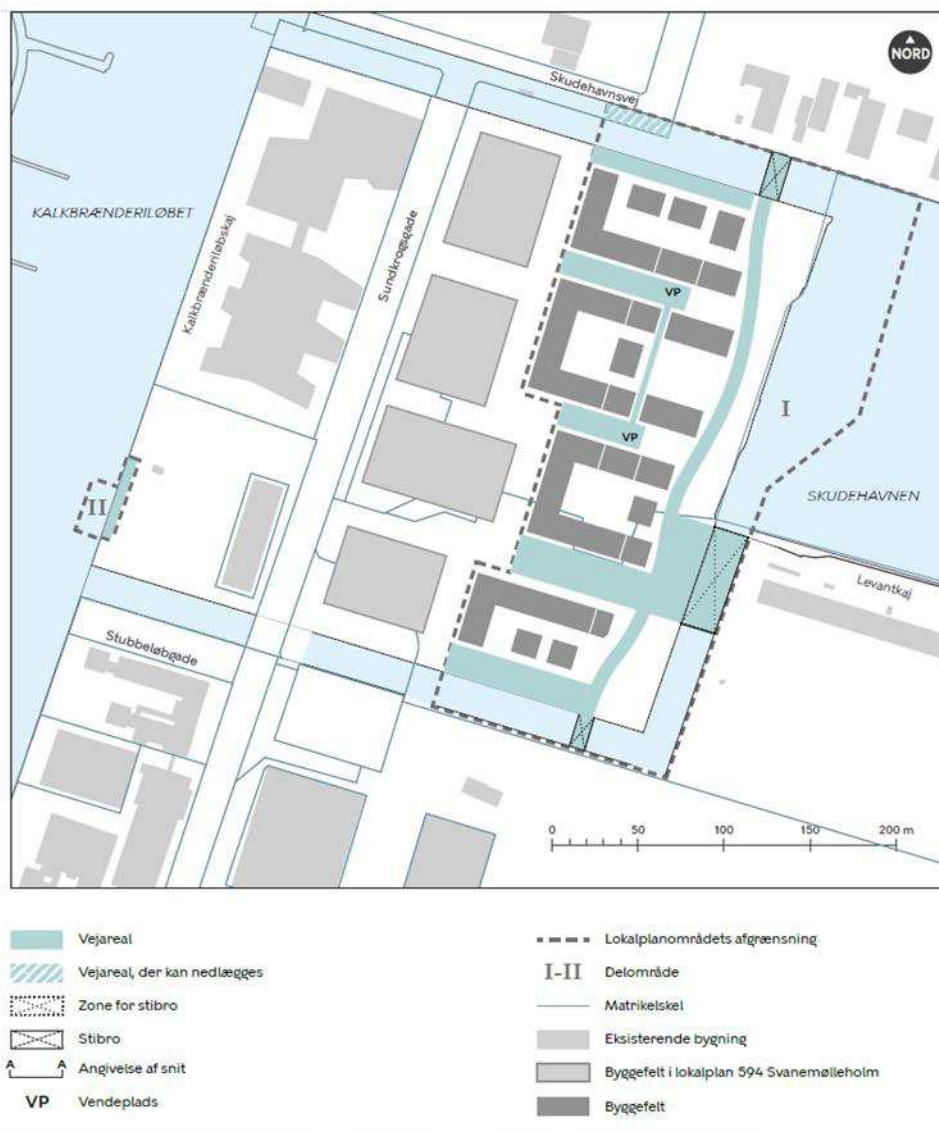 NORD
Skudehavnsvej
KALKBRÆNDERILØBET
Kalkbrænderiløbskaj
Sundkrogsgade
VP
I
VP
SKUDEHAVNEN
II
Levantkaj
Stubbeløbgade
0 50 100 150 200 m
Vejareal
Vejareal, der kan nedlægges
Zone for stibro
Stibro
A A Angivelse af snit
VP Vendeplads
Lokalplanområdets afgrænsning
I-II Delområde
Matrikelskel
Eksisterende bygning
Byggefelt i lokalplan 594 Svanemølleholm
Byggefelt